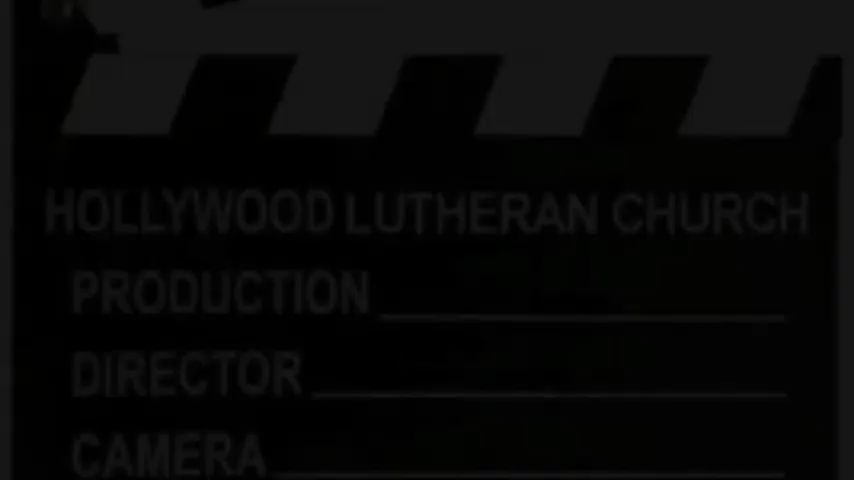 HOLLYWOOD LUTHERAN CHURCH
PRODUCTION
DIRECTOR
CAMERA